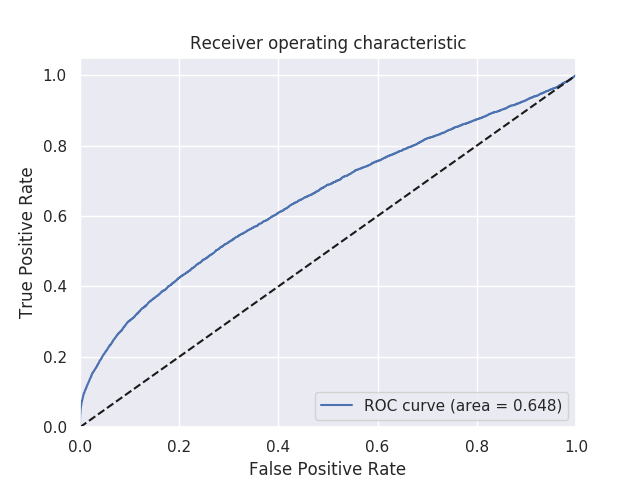 Receiver operating characteristic
1.0
0.8
0.6
0.4
0.2
0.0
True Positive Rate
ROC curve (area = 0.648)
0.0 0.2 0.4 0.6 0.8 1.0
False Positive Rate